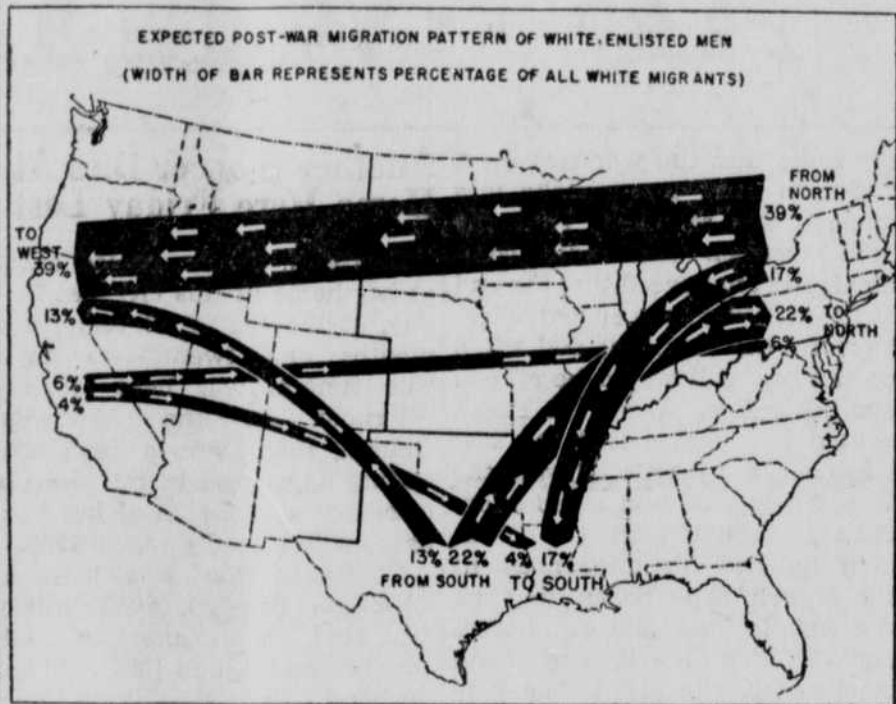 EXPECTED POST-WAR MIGRATION PATTERN OF WHITE, ENLISTED MEN
(WIDTH OF BAR REPRESENTS PERCENTAGE OF ALL WHITE MIGRANTS)
FROM
NORTH
39%
TO
WEST
39%
17%
13%
22%
TO
NORTH
6%
6%
4%
13% 22% 4% 17%
FROM SOUTH TO SOUTH